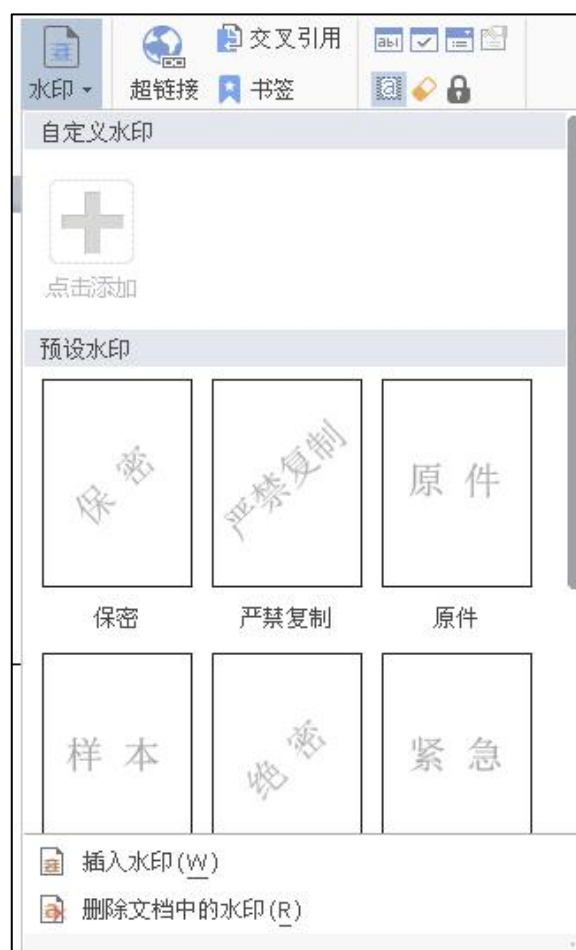 交叉引用
abI
水印 超链接 书签
a
自定义水印
点击添加
预设水印
保 密 严禁复制 原 件
保密 严禁复制 原件
样 本 绝 密 紧 急
插入水印(W)
删除文档中的水印(R)